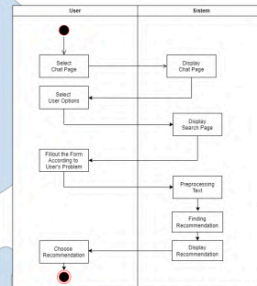 User
Sistem
Select
Chat Page
Display
Chat Page
Select
User Options
Display
Search Page
Fillout the Form
According to
User's Problem
Preprocessing
Text
Finding
Recommendation
Choose
Recommendation
Display
Recommendation